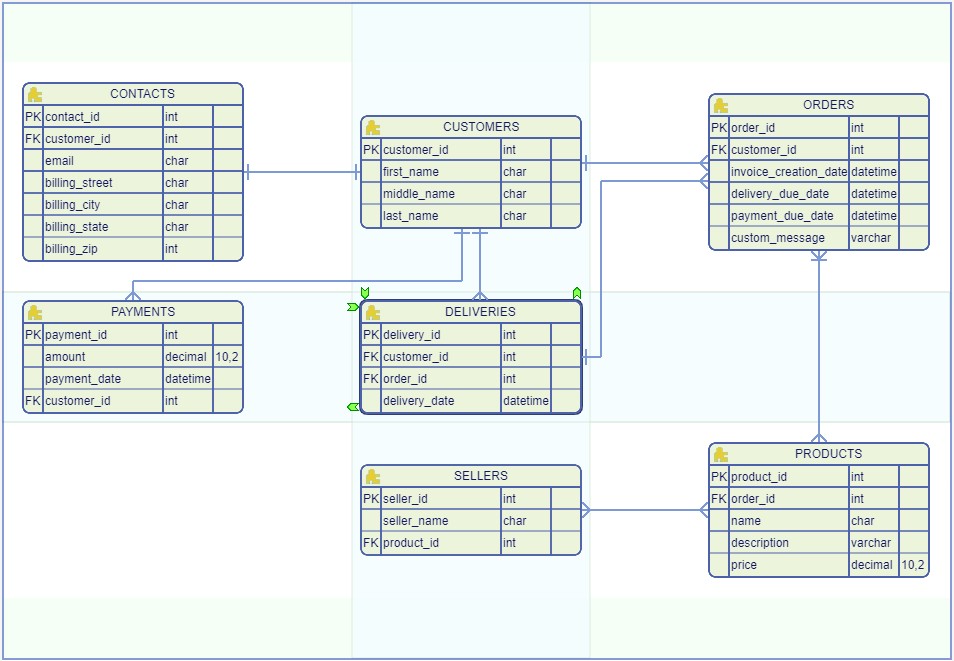 CONTACTS
PK contact_id int
FK customer_id int
email char
billing_street char
billing_city char
billing_state char
billing_zip int
CUSTOMERS
PK customer_id int
first_name char
middle_name char
last_name char
ORDERS
PK order_id int
FK customer_id int
invoice_creation_date datetime
delivery_due_date datetime
payment_due_date datetime
custom_message varchar
PAYMENTS
PK payment_id int
amount decimal 10,2
payment_date datetime
FK customer_id int
DELIVERIES
PK delivery_id int
FK customer_id int
FK order_id int
delivery_date datetime
SELLERS
PK seller_id int
seller_name char
FK product_id int
PRODUCTS
PK product_id int
FK order_id int
name char
description varchar
price decimal 10,2